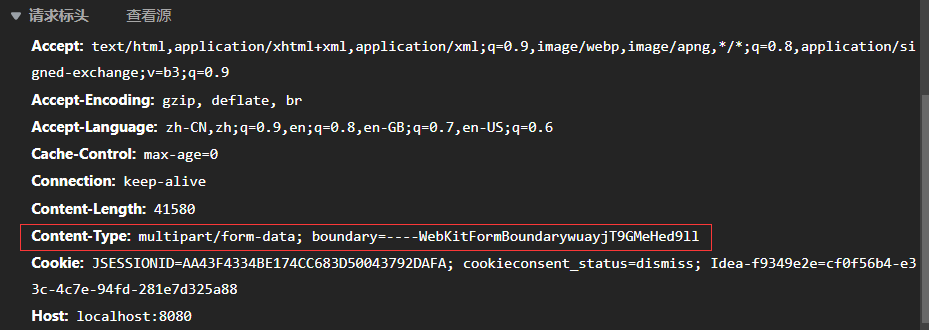 请求标头 查看源
Accept: text/html,application/xhtml+xml,application/xml;q=0.9,image/webp,image/apng,*/*;q=0.8,application/si
gned-exchange;v=b3;q=0.9
Accept-Encoding: gzip, deflate, br
Accept-Language: zh-CN,zh;q=0.9,en;q=0.8,en-GB;q=0.7,en-US;q=0.6
Cache-Control: max-age=0
Connection: keep-alive
Content-Length: 41580
Content-Type: multipart/form-data; boundary=----WebKitFormBoundarywuayjT9GMeHed9ll
Cookie: JSESSIONID=AA43F4334BE174CC683D50043792DAFA; cookieconsent_status=dismiss; Idea-f9349e2e=cf0f56b4-e3
3c-4c7e-94fd-281e7d325a88
Host: localhost:8080